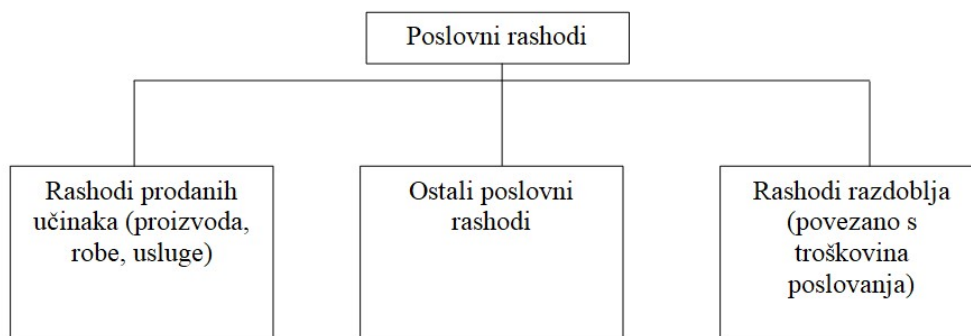 Poslovni rashodi
Rashodi prodanih
učinaka (proizvoda,
robe, usluge)
Ostali poslovni
rashodi
Rashodi razdoblja
(povezano s
troškovina
poslovanja)